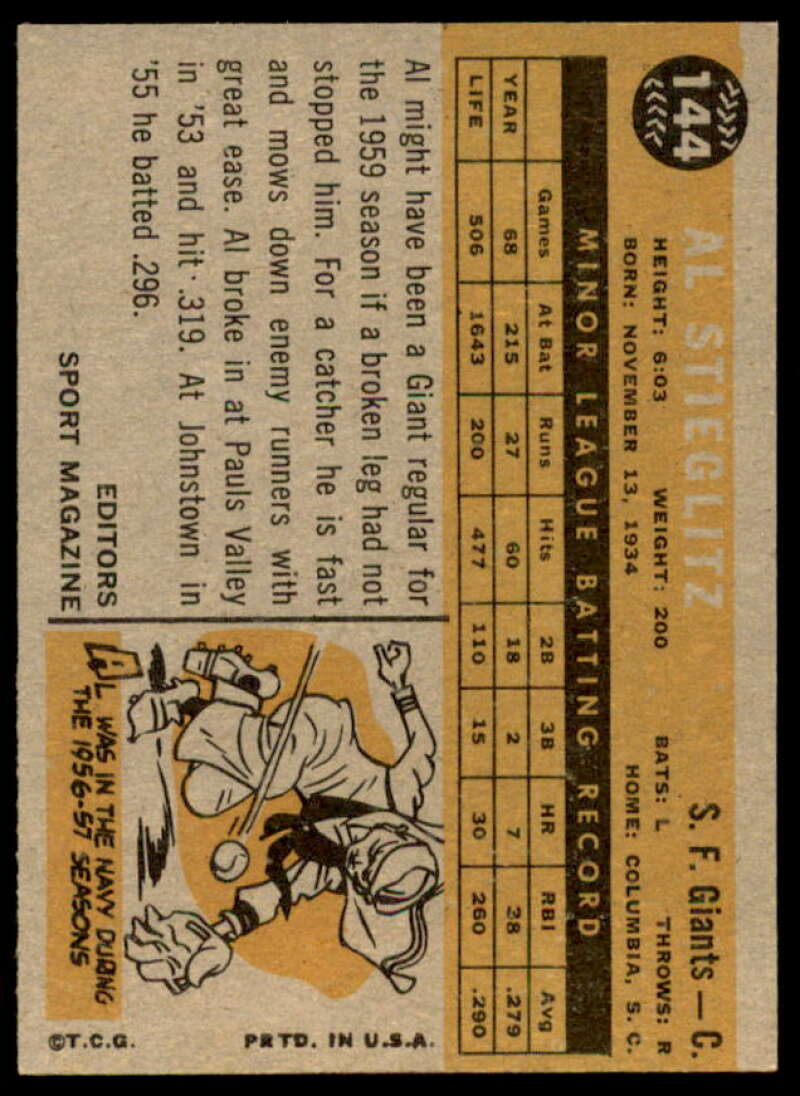 144
AL STIEGLITZ
S. F. Giants — C.
HEIGHT: 6:03 WEIGHT: 200 BATS: L THROWS: R
BORN: NOVEMBER 13, 1934 HOME: COLUMBIA, S. C.
MINOR LEAGUE BATTING RECORD
Games At Bat Runs Hits 2B 3B HR RBI Avg
YEAR 68 215 27 60 18 2 7 38 .279
LIFE 506 1643 200 477 110 15 30 260 .290
Al might have been a Giant regular for
the 1959 season if a broken leg had not
stopped him. For a catcher he is fast
and mows down enemy runners with
great ease. Al broke in at Pauls Valley
in '53 and hit .319. At Johnstown in
'55 he batted .296.
EDITORS
SPORT MAGAZINE
AL WAS IN THE NAVY DURING
THE 1956-57 SEASONS
©T.C.G. PRTD. IN U.S.A.